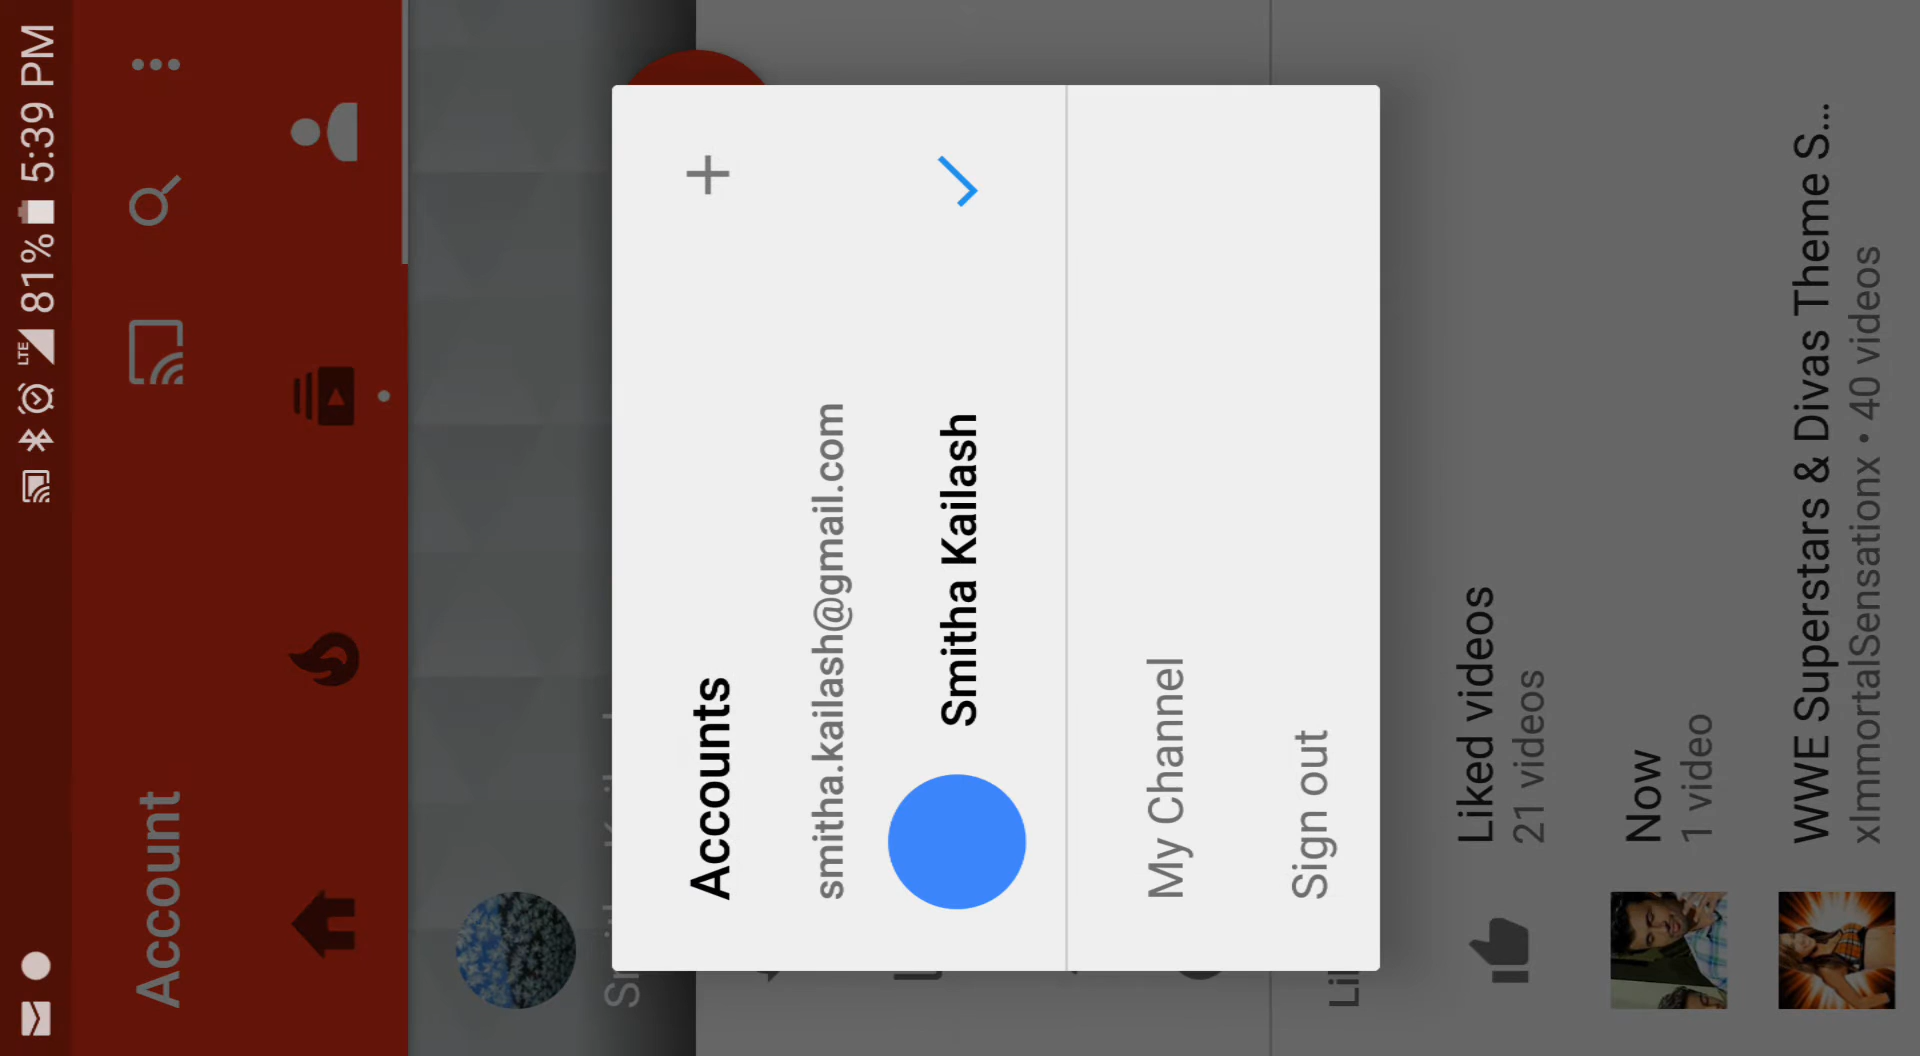 LTE 81% 5:39 PM
Account
Accounts
smitha.kailash@gmail.com
Smitha Kailash
My Channel
Sign out
Liked videos
21 videos
Now
1 video
WWE Superstars & Divas Theme S...
xImmortalSensationx • 40 videos